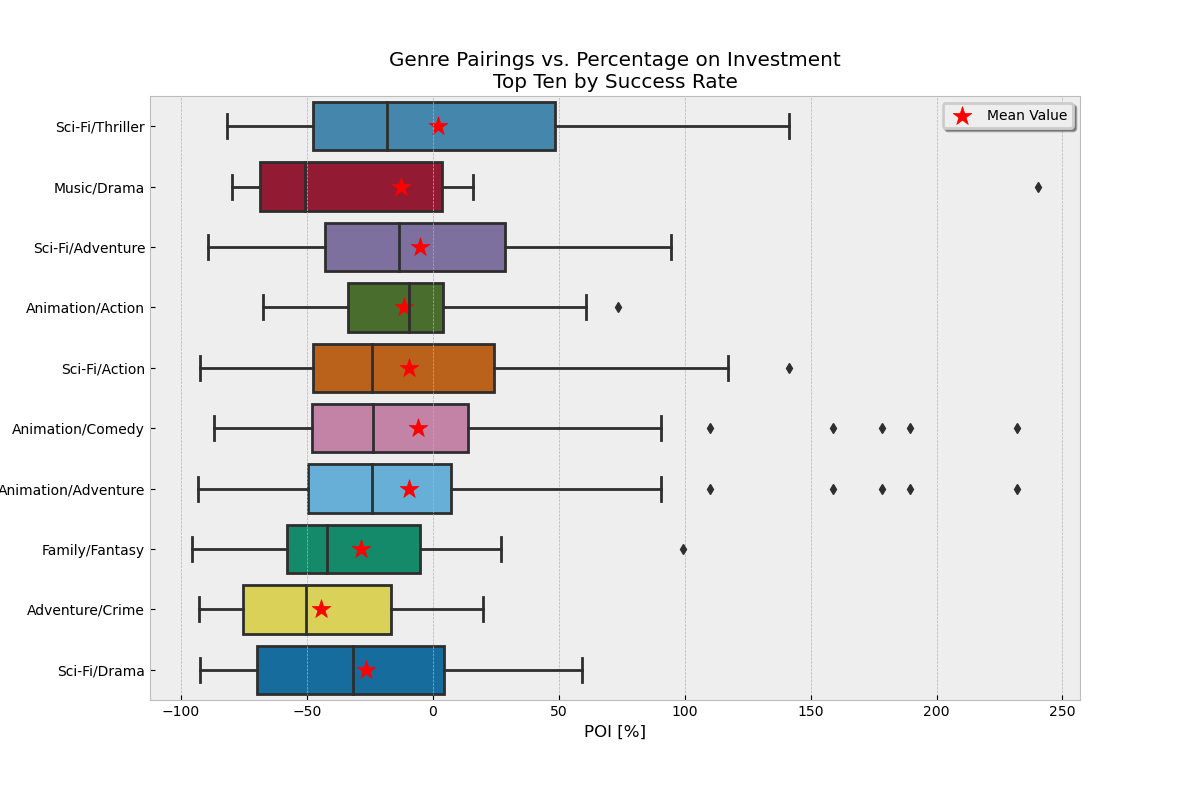 Genre Pairings vs. Percentage on Investment
Top Ten by Success Rate
Mean Value
Sci-Fi/Thriller
Music/Drama
Sci-Fi/Adventure
Animation/Action
Sci-Fi/Action
Animation/Comedy
Animation/Adventure
Family/Fantasy
Adventure/Crime
Sci-Fi/Drama
−100 −50 0 50 100 150 200 250
POI [%]